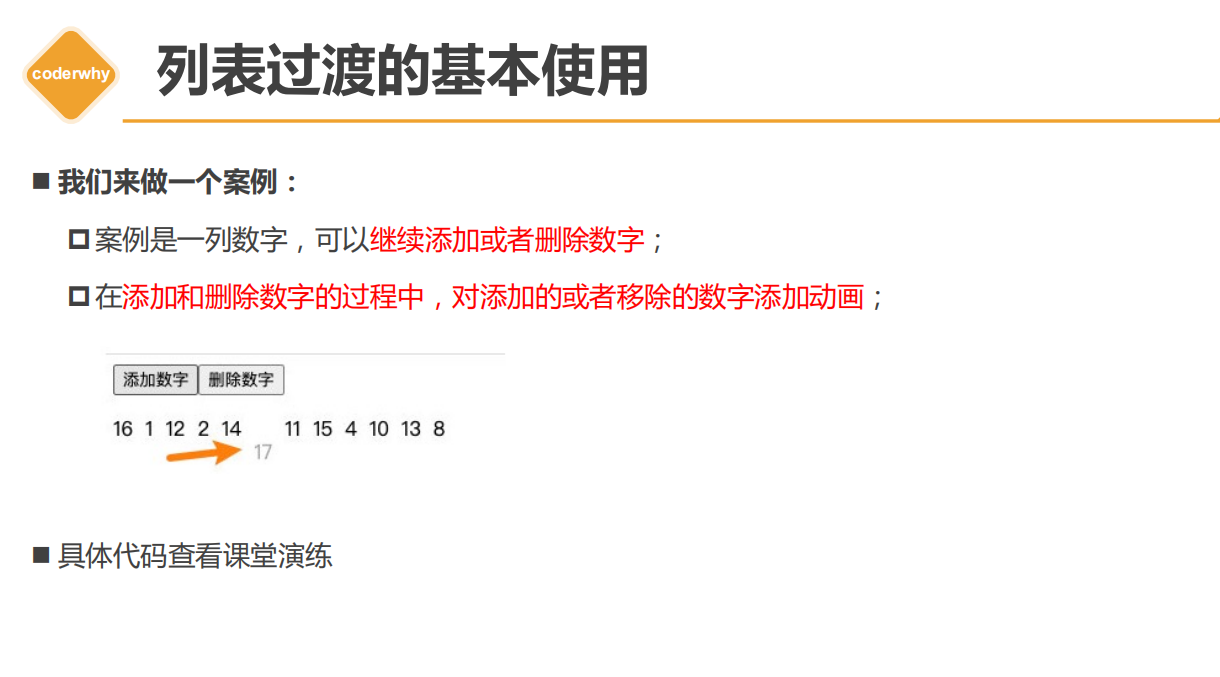 coderwhy
列表过渡的基本使用
我们来做一个案例：
案例是一列数字，可以继续添加或者删除数字；
在添加和删除数字的过程中，对添加的或者移除的数字添加动画；
添加数字 删除数字
16 1 12 2 14 11 15 4 10 13 8
17
具体代码查看课堂演练